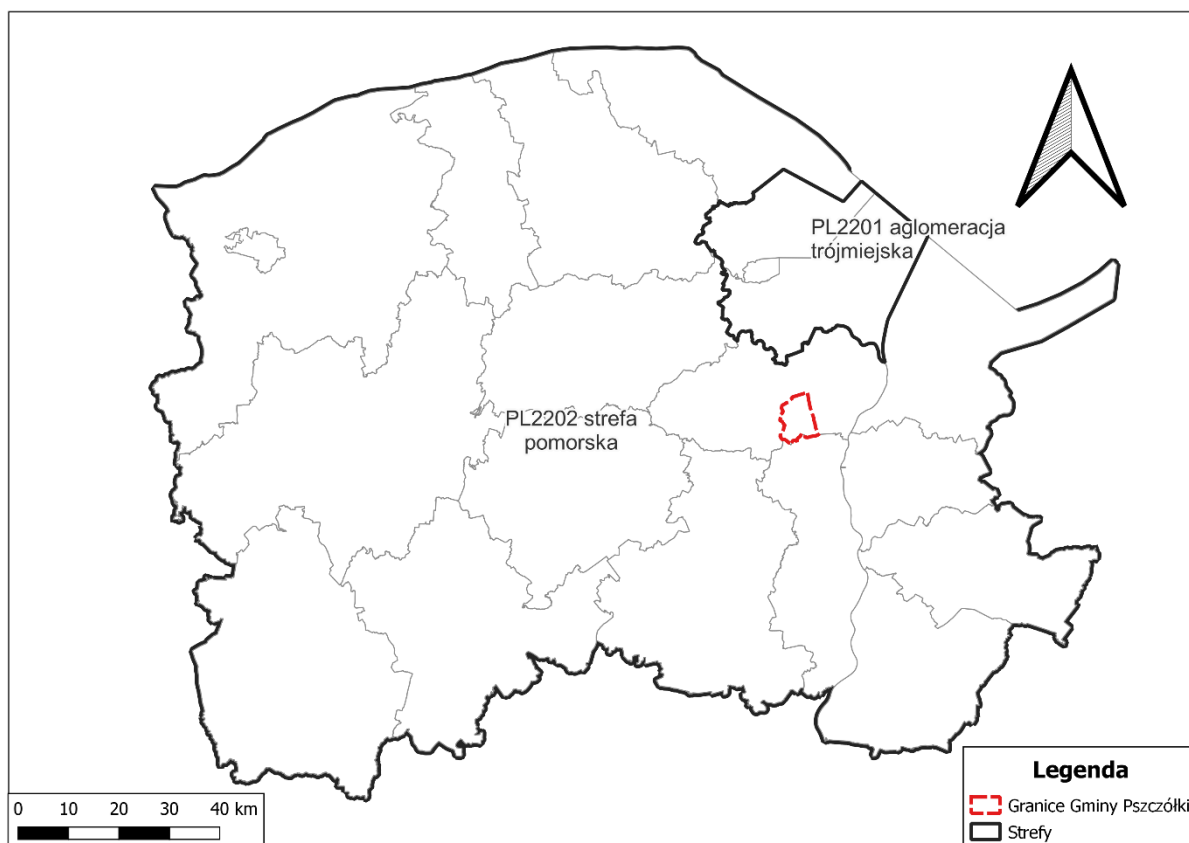 PL2201 aglomeracja
trójmiejska
PL2202 strefa
pomorska
Legenda
Granice Gminy Pszczółki
Strefy
0 10 20 30 40 km